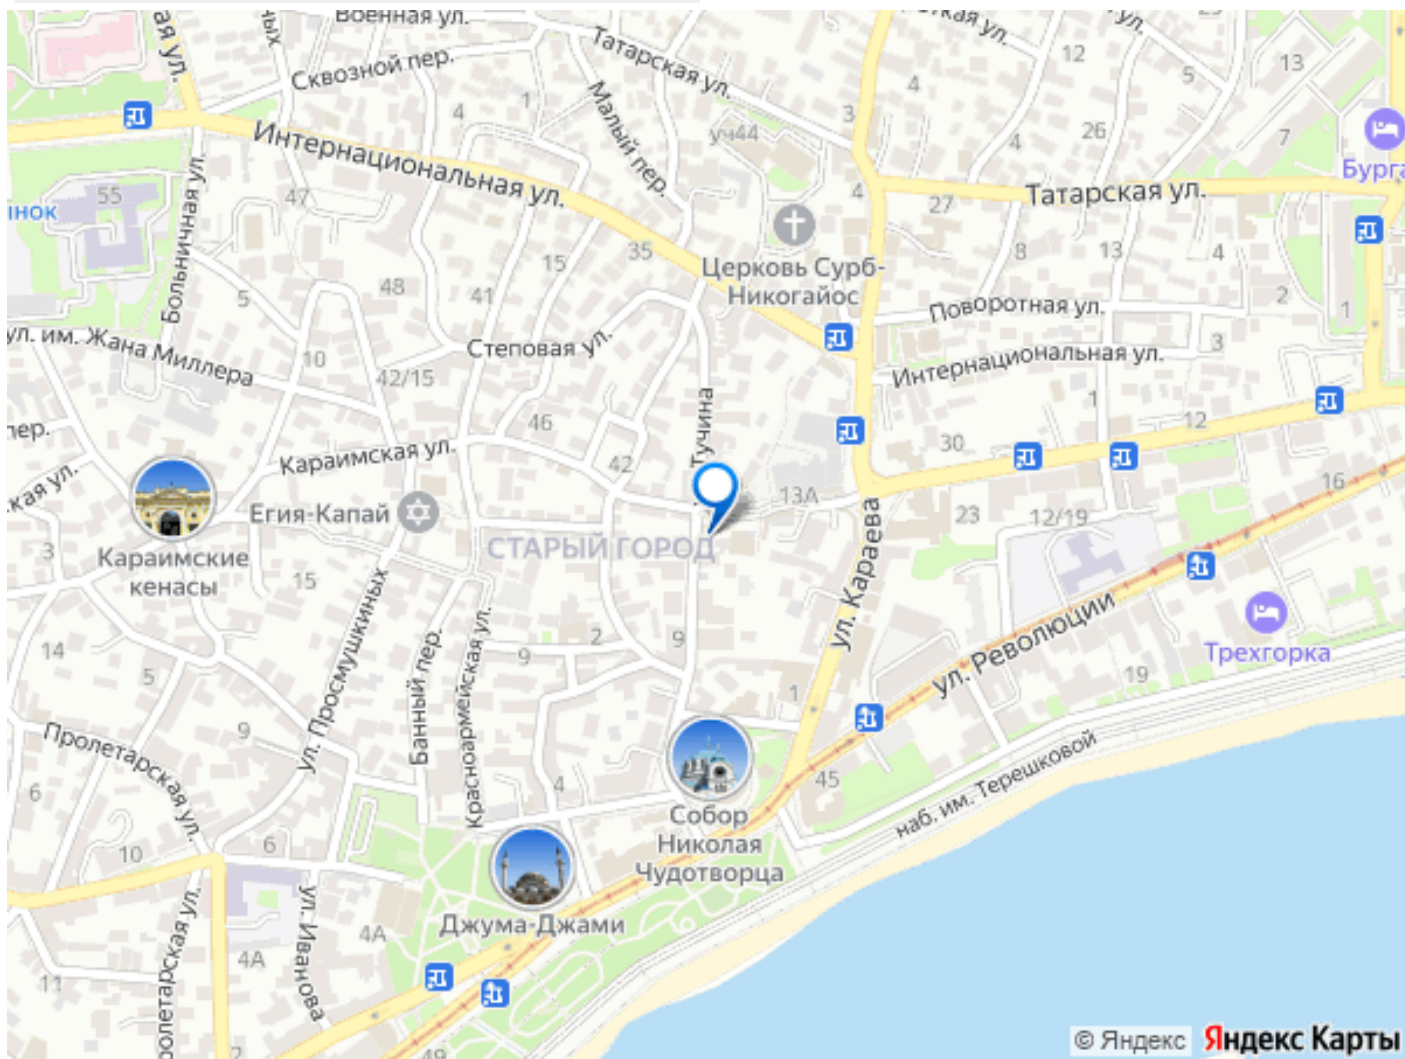 Военная ул.
Татарская ул.
Сквозной пер.
12
13
5
4
4
1
3
Малый пер.
уч44
26
7
4
Интернациональная ул.
Бурга
Татарская ул.
55
47
4
27
Больничная ул.
35
15
8
13
4
Церковь Сурб-
Никогайос
5
48
41
Поворотная ул.
2
1
ул. им. Жана Миллера
10
Степовая ул.
Интернациональная ул.
3
42/15
1
Тучина
46
12
30
пер.
Караимская ул.
42
13А
16
Егия-Капай
23
12/19
СТАРЫЙ ГОРОД
ул. Караева
3
Караимские
кенасы
15
ул. Революции
14
5
2
9
9
Трехгорка
19
ул. Просмушкиных
Банный пер.
Красноармейская ул.
1
9
Пролетарская ул.
наб. им. Терешковой
6
4
45
Собор
Николая
Чудотворца
10
6
Джума-Джами
ул. Иванова
4А
4А
11
2
49
© Яндекс Яндекс Карты